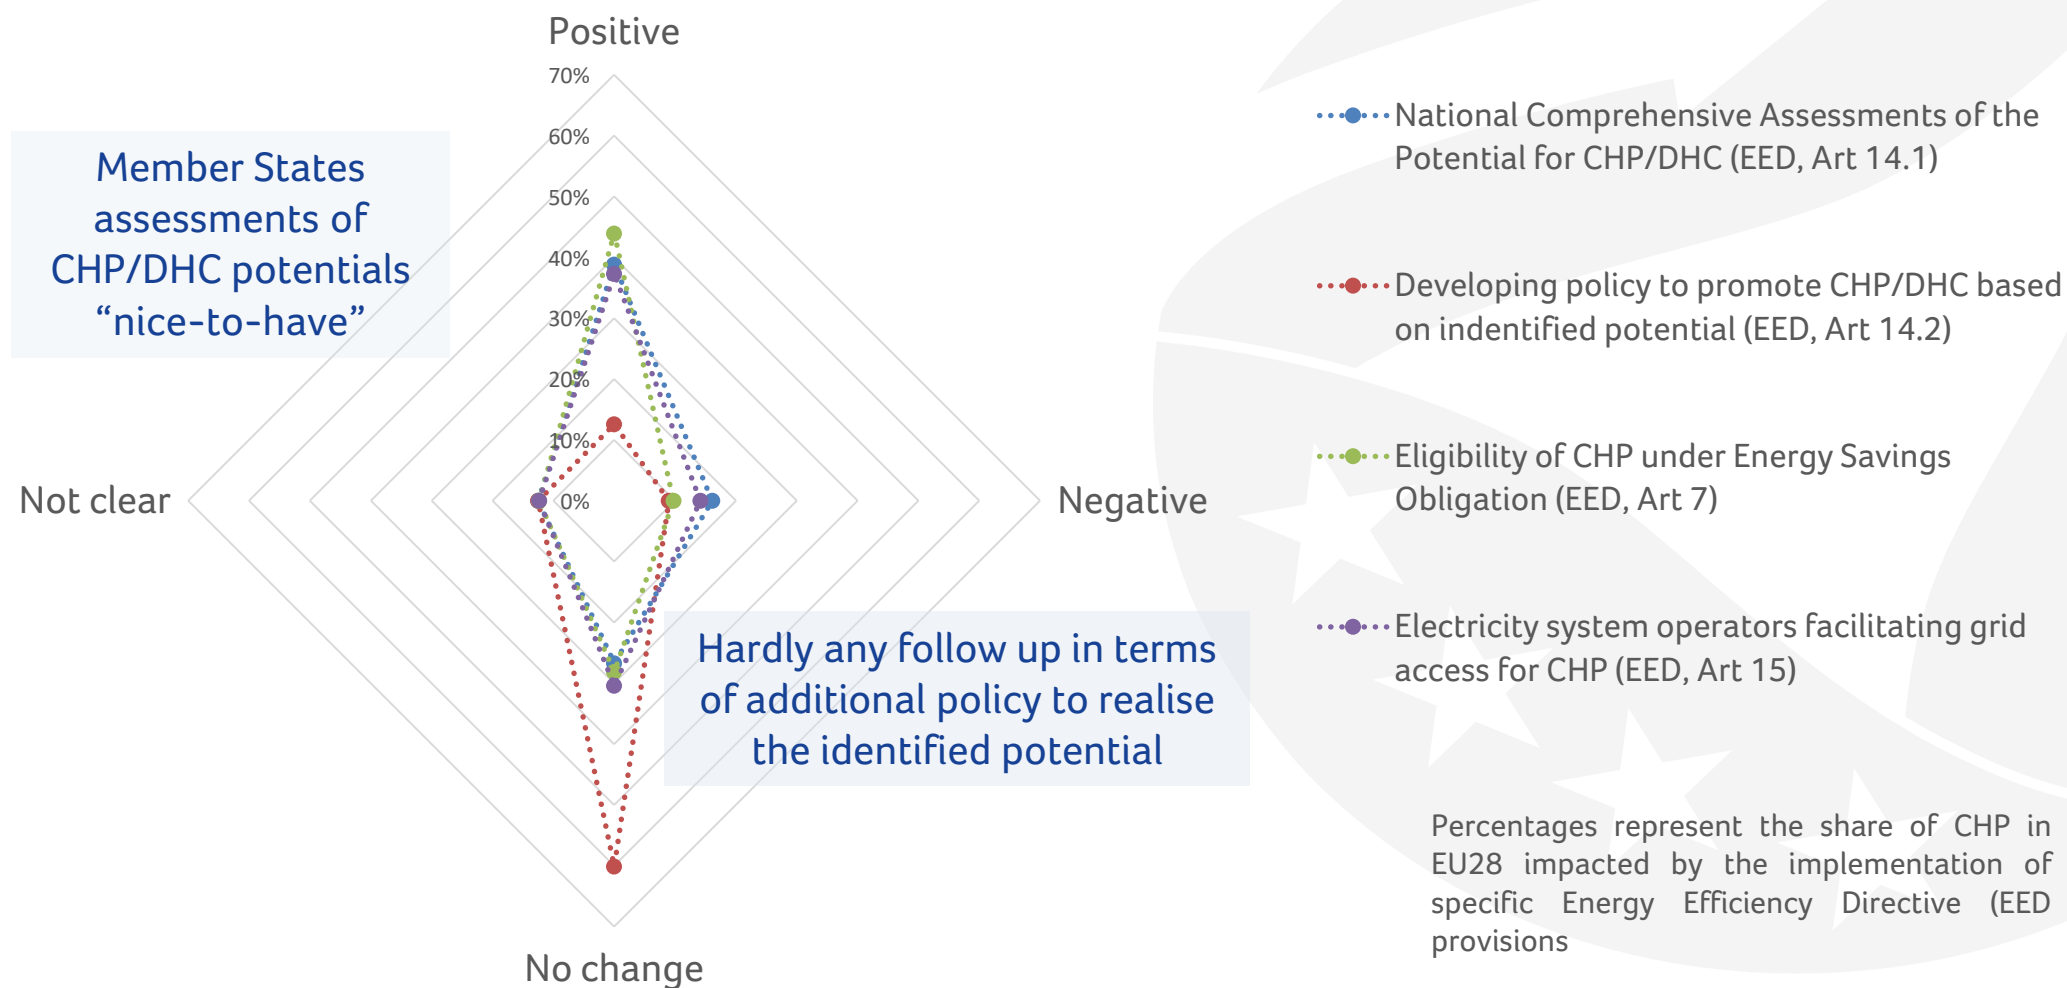 Positive
70%
60%
50%
40%
30%
20%
10%
0%
Not clear
Negative
No change
Member States
assessments of
CHP/DHC potentials
“nice-to-have”
Hardly any follow up in terms
of additional policy to realise
the identified potential
National Comprehensive Assessments of the
Potential for CHP/DHC (EED, Art 14.1)
Developing policy to promote CHP/DHC based
on indentified potential (EED, Art 14.2)
Eligibility of CHP under Energy Savings
Obligation (EED, Art 7)
Electricity system operators facilitating grid
access for CHP (EED, Art 15)
Percentages represent the share of CHP in
EU28 impacted by the implementation of
specific Energy Efficiency Directive (EED
provisions